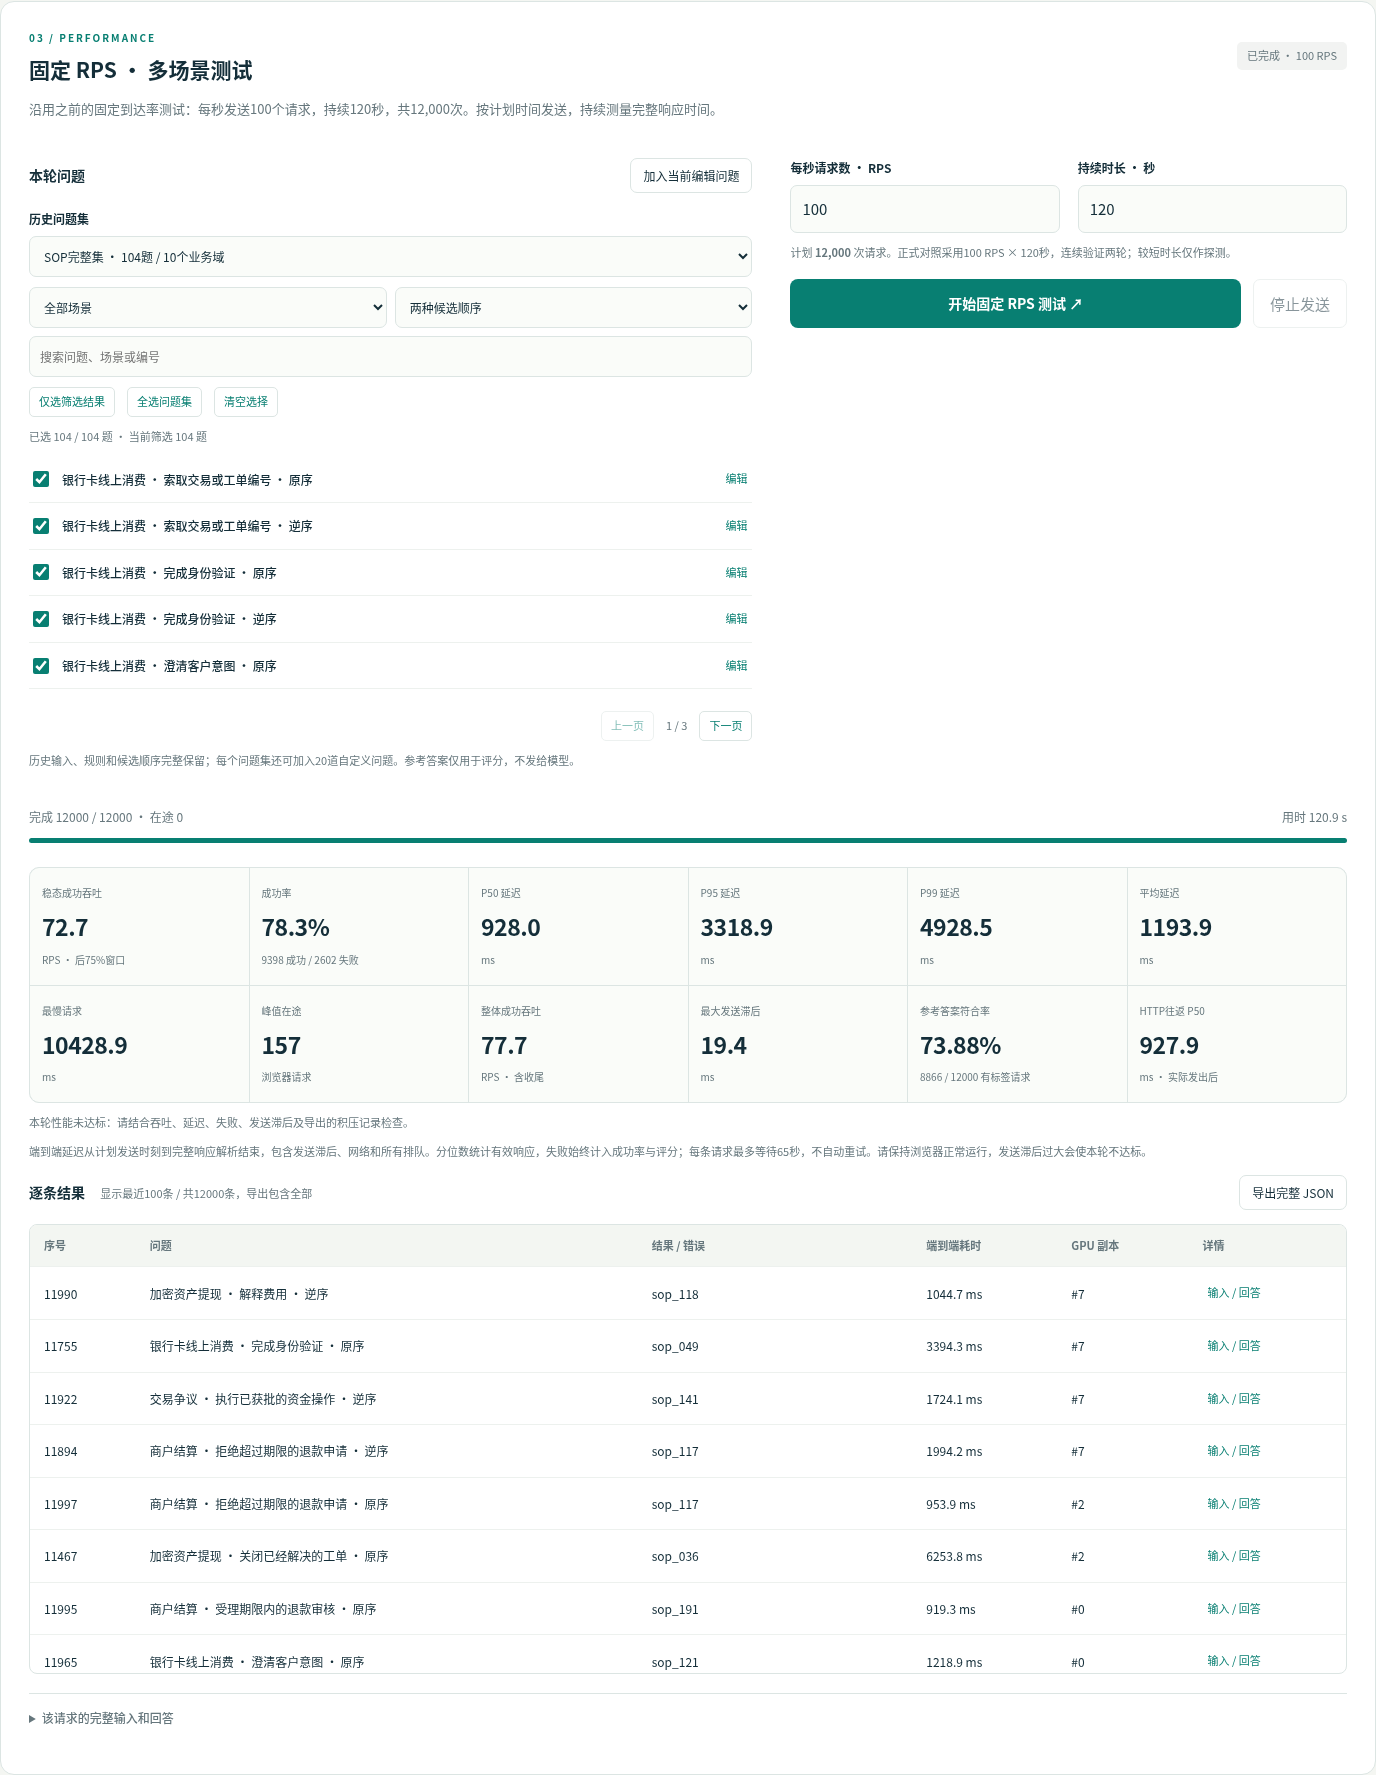 03 / PERFORMANCE
固定 RPS · 多场景测试
已完成 · 100 RPS
沿用之前的固定到达率测试：每秒发送100个请求，持续120秒，共12,000次。按计划时间发送，持续测量完整响应时间。
本轮问题
加入当前编辑问题
历史问题集
SOP完整集 · 104题 / 10个业务域
全部场景
两种候选顺序
搜索问题、场景或编号
仅选筛选结果
全选问题集
清空选择
已选 104 / 104 题 · 当前筛选 104 题
银行卡线上消费 · 索取交易或工单编号 · 原序
编辑
银行卡线上消费 · 索取交易或工单编号 · 逆序
编辑
银行卡线上消费 · 完成身份验证 · 原序
编辑
银行卡线上消费 · 完成身份验证 · 逆序
编辑
银行卡线上消费 · 澄清客户意图 · 原序
编辑
上一页
1 / 3
下一页
历史输入、规则和候选顺序完整保留；每个问题集还可加入20道自定义问题。参考答案仅用于评分，不发给模型。
每秒请求数 · RPS
持续时长 · 秒
100
120
计划 12,000 次请求。正式对照采用100 RPS × 120秒，连续验证两轮；较短时长仅作探测。
开始固定 RPS 测试 ↗
停止发送
完成 12000 / 12000 · 在途 0
用时 120.9 s
稳态成功吞吐
72.7
RPS · 后75%窗口
成功率
78.3%
9398 成功 / 2602 失败
P50 延迟
928.0
ms
P95 延迟
3318.9
ms
P99 延迟
4928.5
ms
平均延迟
1193.9
ms
最慢请求
10428.9
ms
峰值在途
157
浏览器请求
整体成功吞吐
77.7
RPS · 含收尾
最大发送滞后
19.4
ms
参考答案符合率
73.88%
8866 / 12000 有标签请求
HTTP往返 P50
927.9
ms · 实际发出后
本轮性能未达标：请结合吞吐、延迟、失败、发送滞后及导出的积压记录检查。
端到端延迟从计划发送时刻到完整响应解析结束，包含发送滞后、网络和所有排队。分位数统计有效响应，失败始终计入成功率与评分；每条请求最多等待65秒，不自动重试。请保持浏览器正常运行，发送滞后过大会使本轮不达标。
逐条结果
显示最近100条 / 共12000条，导出包含全部
导出完整 JSON
序号 问题 结果 / 错误 端到端耗时 GPU 副本 详情
11990 加密资产提现 · 解释费用 · 逆序 sop_118 1044.7 ms #7 输入 / 回答
11755 银行卡线上消费 · 完成身份验证 · 原序 sop_049 3394.3 ms #7 输入 / 回答
11922 交易争议 · 执行已获批的资金操作 · 逆序 sop_141 1724.1 ms #7 输入 / 回答
11894 商户结算 · 拒绝超过期限的退款申请 · 逆序 sop_117 1994.2 ms #7 输入 / 回答
11997 商户结算 · 拒绝超过期限的退款申请 · 原序 sop_117 953.9 ms #2 输入 / 回答
11467 加密资产提现 · 关闭已经解决的工单 · 原序 sop_036 6253.8 ms #2 输入 / 回答
11995 商户结算 · 受理期限内的退款审核 · 原序 sop_191 919.3 ms #0 输入 / 回答
11965 银行卡线上消费 · 澄清客户意图 · 原序 sop_121 1218.9 ms #0 输入 / 回答
▶ 该请求的完整输入和回答